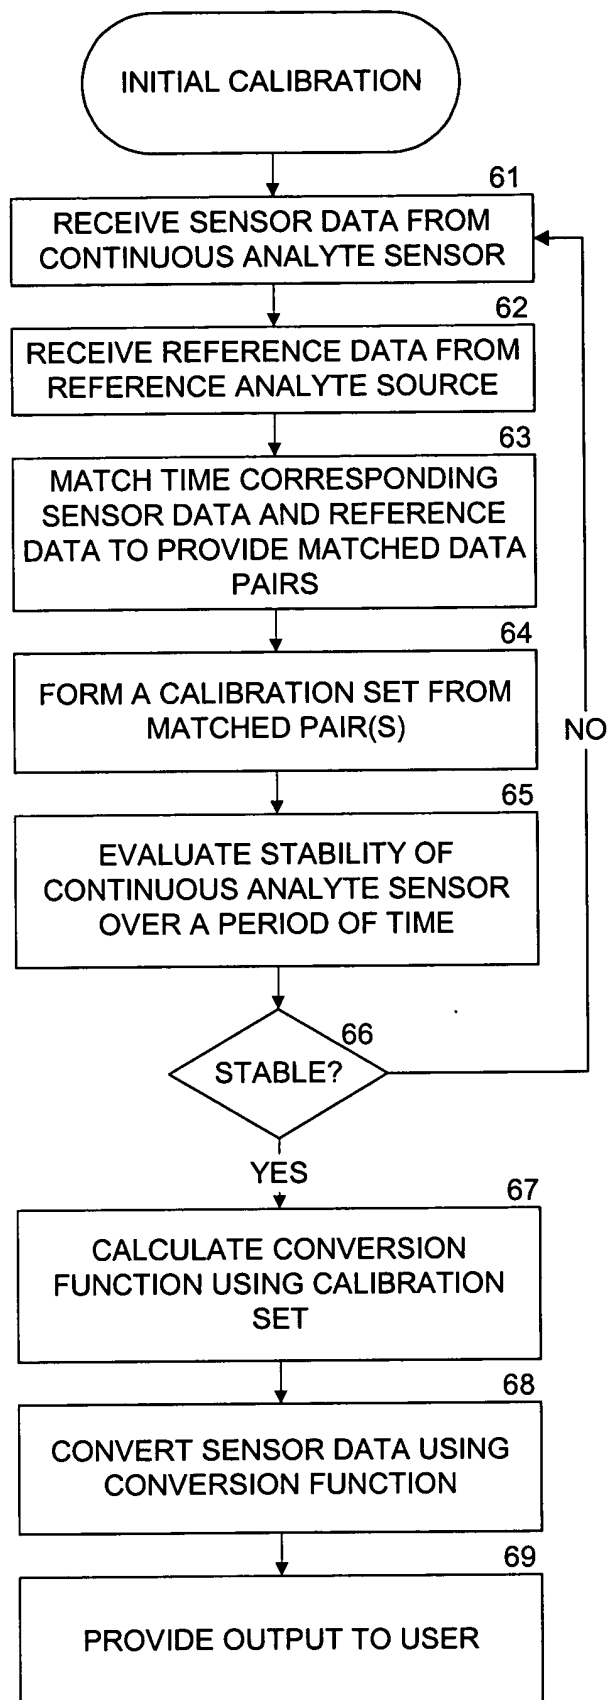 INITIAL CALIBRATION
61
RECEIVE SENSOR DATA FROM
CONTINUOUS ANALYTE SENSOR
62
RECEIVE REFERENCE DATA FROM
REFERENCE ANALYTE SOURCE
63
MATCH TIME CORRESPONDING
SENSOR DATA AND REFERENCE
DATA TO PROVIDE MATCHED DATA
PAIRS
64
FORM A CALIBRATION SET FROM
MATCHED PAIR(S)
NO
65
EVALUATE STABILITY OF
CONTINUOUS ANALYTE SENSOR
OVER A PERIOD OF TIME
66
STABLE?
YES
67
CALCULATE CONVERSION
FUNCTION USING CALIBRATION
SET
68
CONVERT SENSOR DATA USING
CONVERSION FUNCTION
69
PROVIDE OUTPUT TO USER